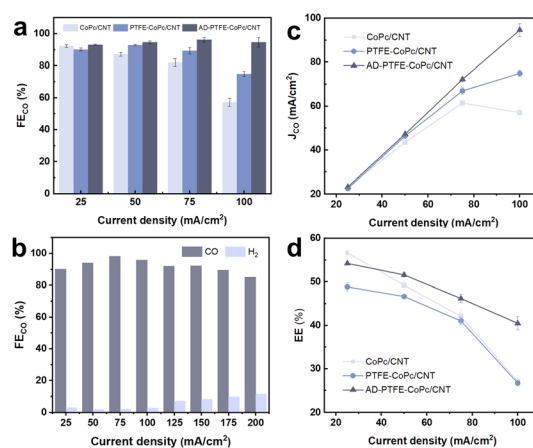 a
CoPc/CNT
PTFE-CoPc/CNT
AD-PTFE-CoPc/CNT
FE_CO (%)
100
80
60
40
20
0
25
50
75
100
Current density (mA/cm²)
b
CO
H₂
FE_CO (%)
100
80
60
40
20
0
25
50
75
100
125
150
175
200
Current density (mA/cm²)
c
CoPc/CNT
PTFE-CoPc/CNT
AD-PTFE-CoPc/CNT
J_CO (mA/cm²)
100
80
60
40
20
20
40
60
80
100
Current density (mA/cm²)
d
CoPc/CNT
PTFE-CoPc/CNT
AD-PTFE-CoPc/CNT
EE (%)
60
50
40
30
20
20
40
60
80
100
Current density (mA/cm²)